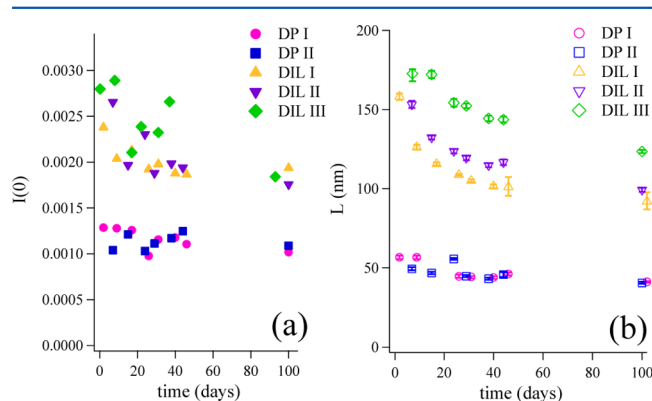 DP I
DP II
DIL I
DIL II
DIL III
0.0030
0.0025
0.0020
0.0015
0.0010
0.0005
0.0000
I(0)
0 20 40 60 80 100
time (days)
(a)
DP I
DP II
DIL I
DIL II
DIL III
200
150
100
50
0
L (nm)
0 20 40 60 80 100
time (days)
(b)